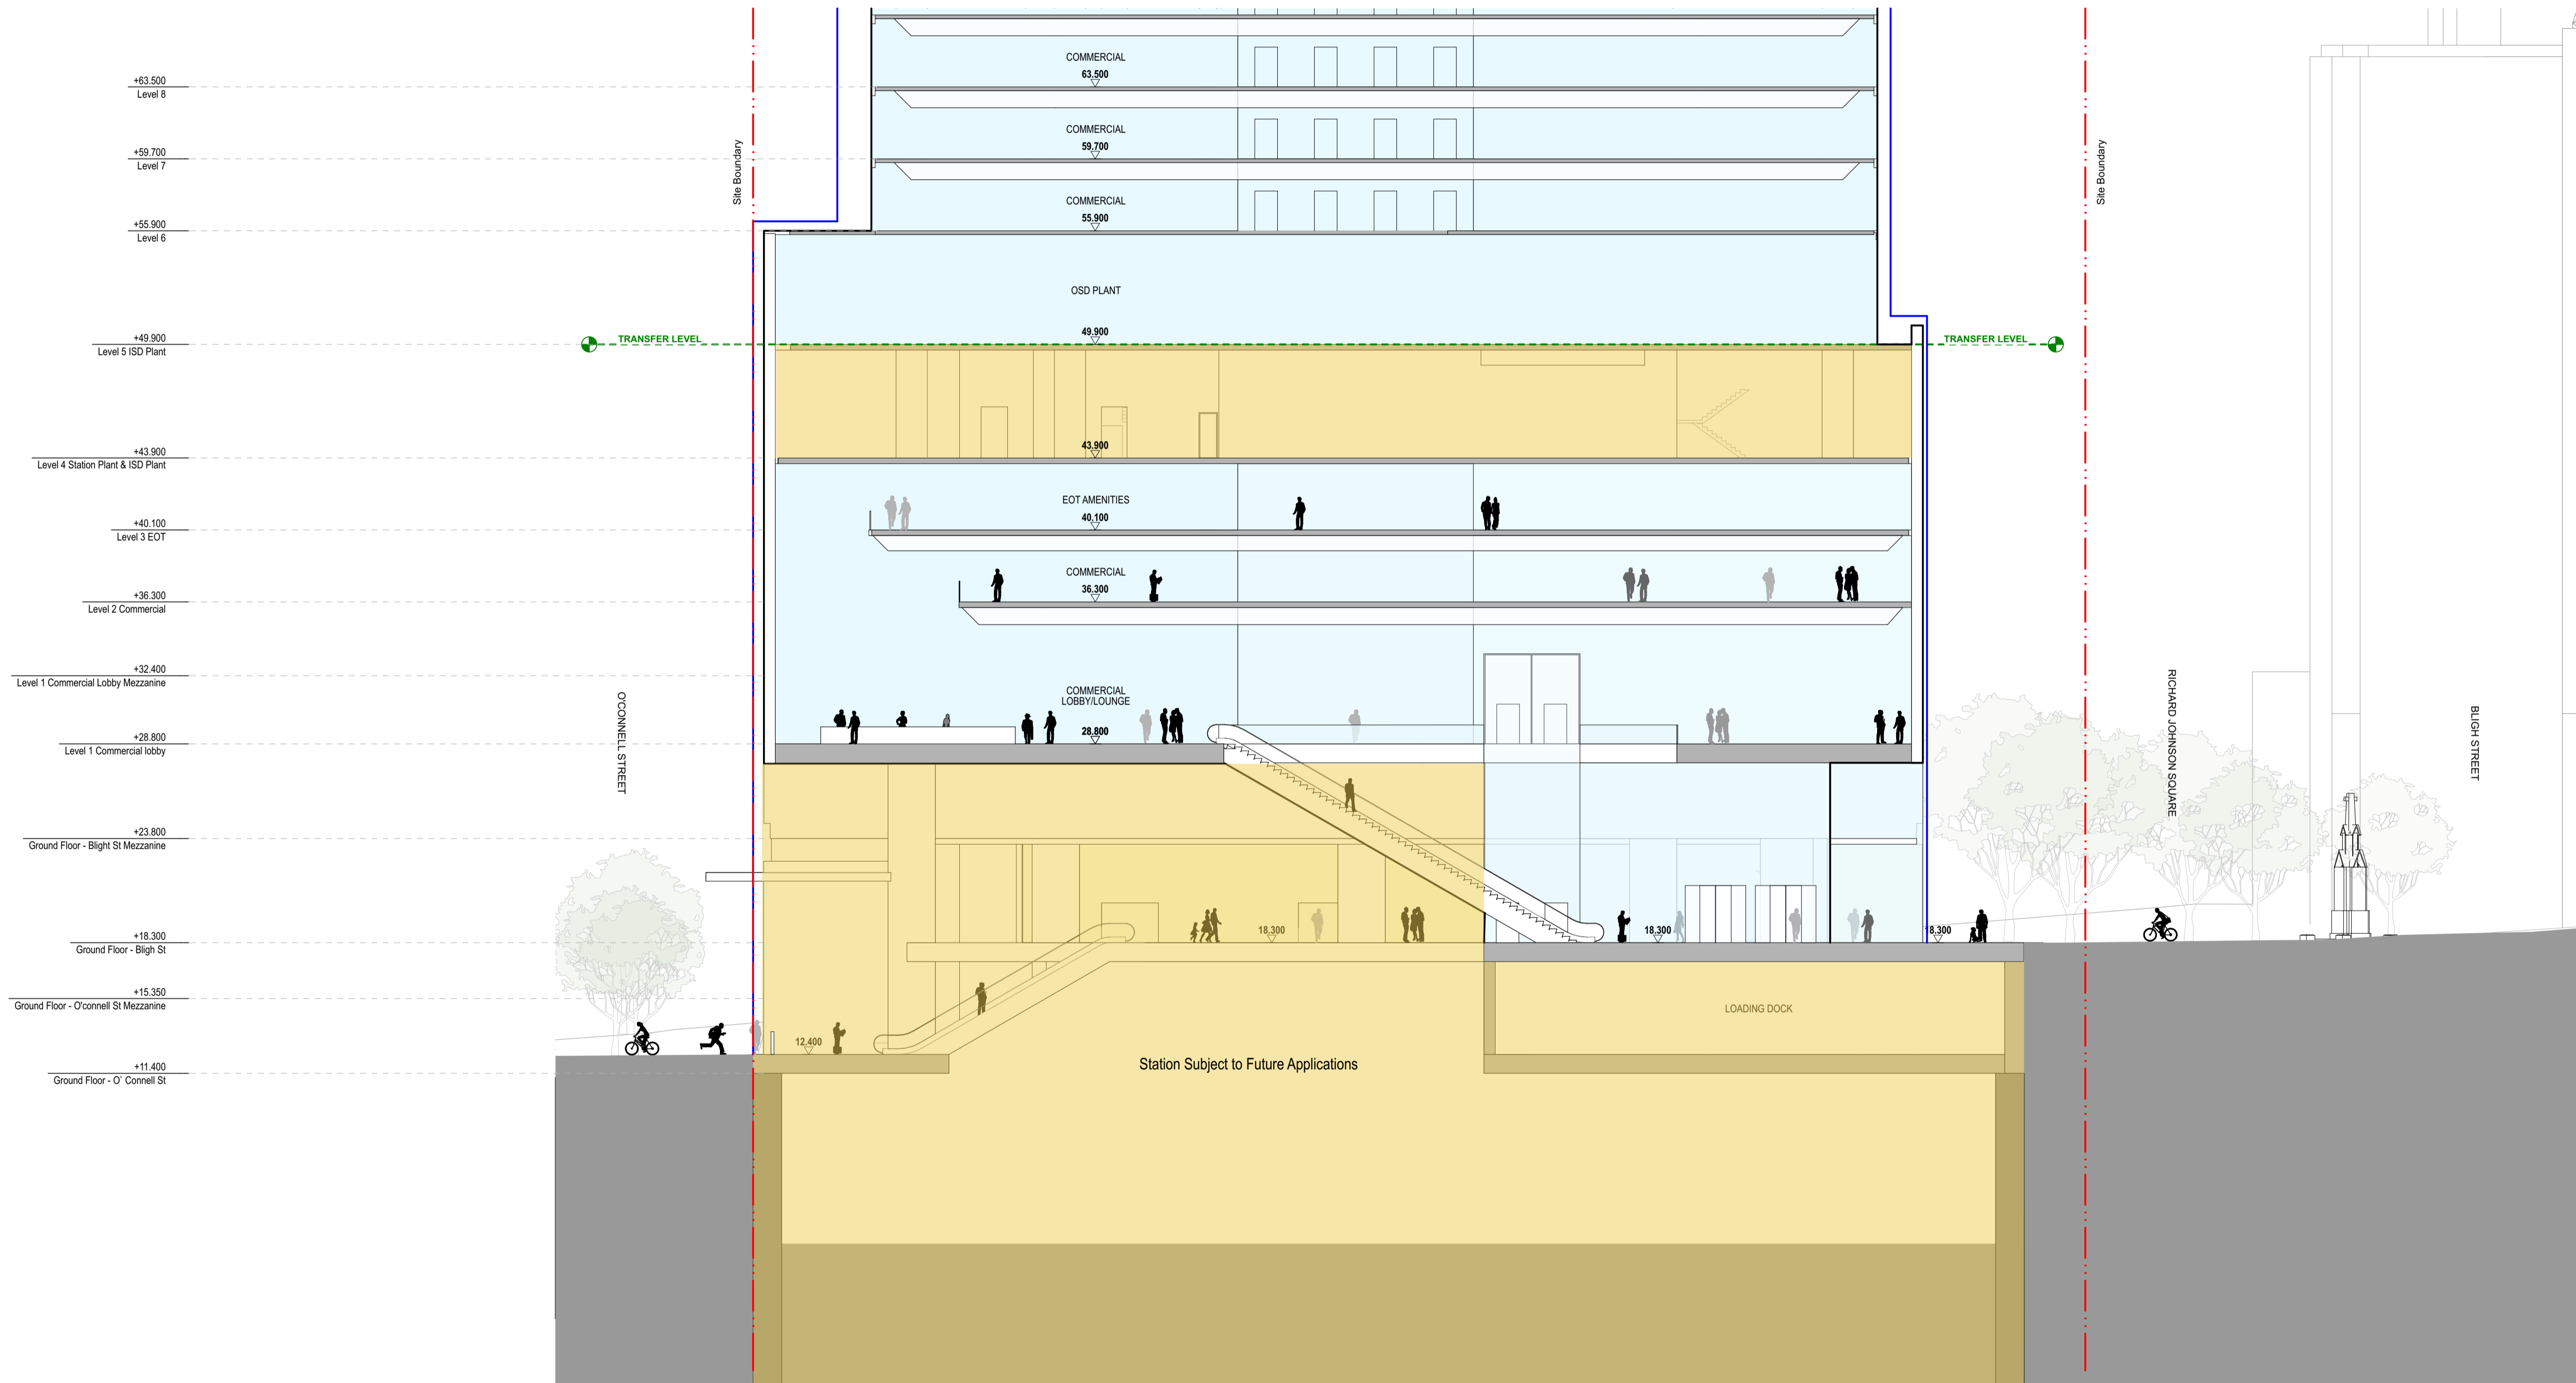 COMMERCIAL
63.500
+63.500
Level 8
COMMERCIAL
59.700
+59.700
Level 7
Site Boundary
Site Boundary
COMMERCIAL
55.900
+55.900
Level 6
OSD PLANT
49.900
+49.900
Level 5 ISD Plant
TRANSFER LEVEL
TRANSFER LEVEL
43.900
+43.900
Level 4 Station Plant & ISD Plant
EOT AMENITIES
40.100
+40.100
Level 3 EOT
COMMERCIAL
36.300
+36.300
Level 2 Commercial
+32.400
Level 1 Commercial Lobby Mezzanine
COMMERCIAL
LOBBY/LOUNGE
28.800
+28.800
Level 1 Commercial lobby
O'CONNELL STREET
RICHARD JOHNSON SQUARE
BLIGH STREET
+23.800
Ground Floor - Blight St Mezzanine
+18.300
Ground Floor - Bligh St
18.300
18.300
8.300
+15.350
Ground Floor - O'connell St Mezzanine
LOADING DOCK
12.400
+11.400
Ground Floor - O` Connell St
Station Subject to Future Applications